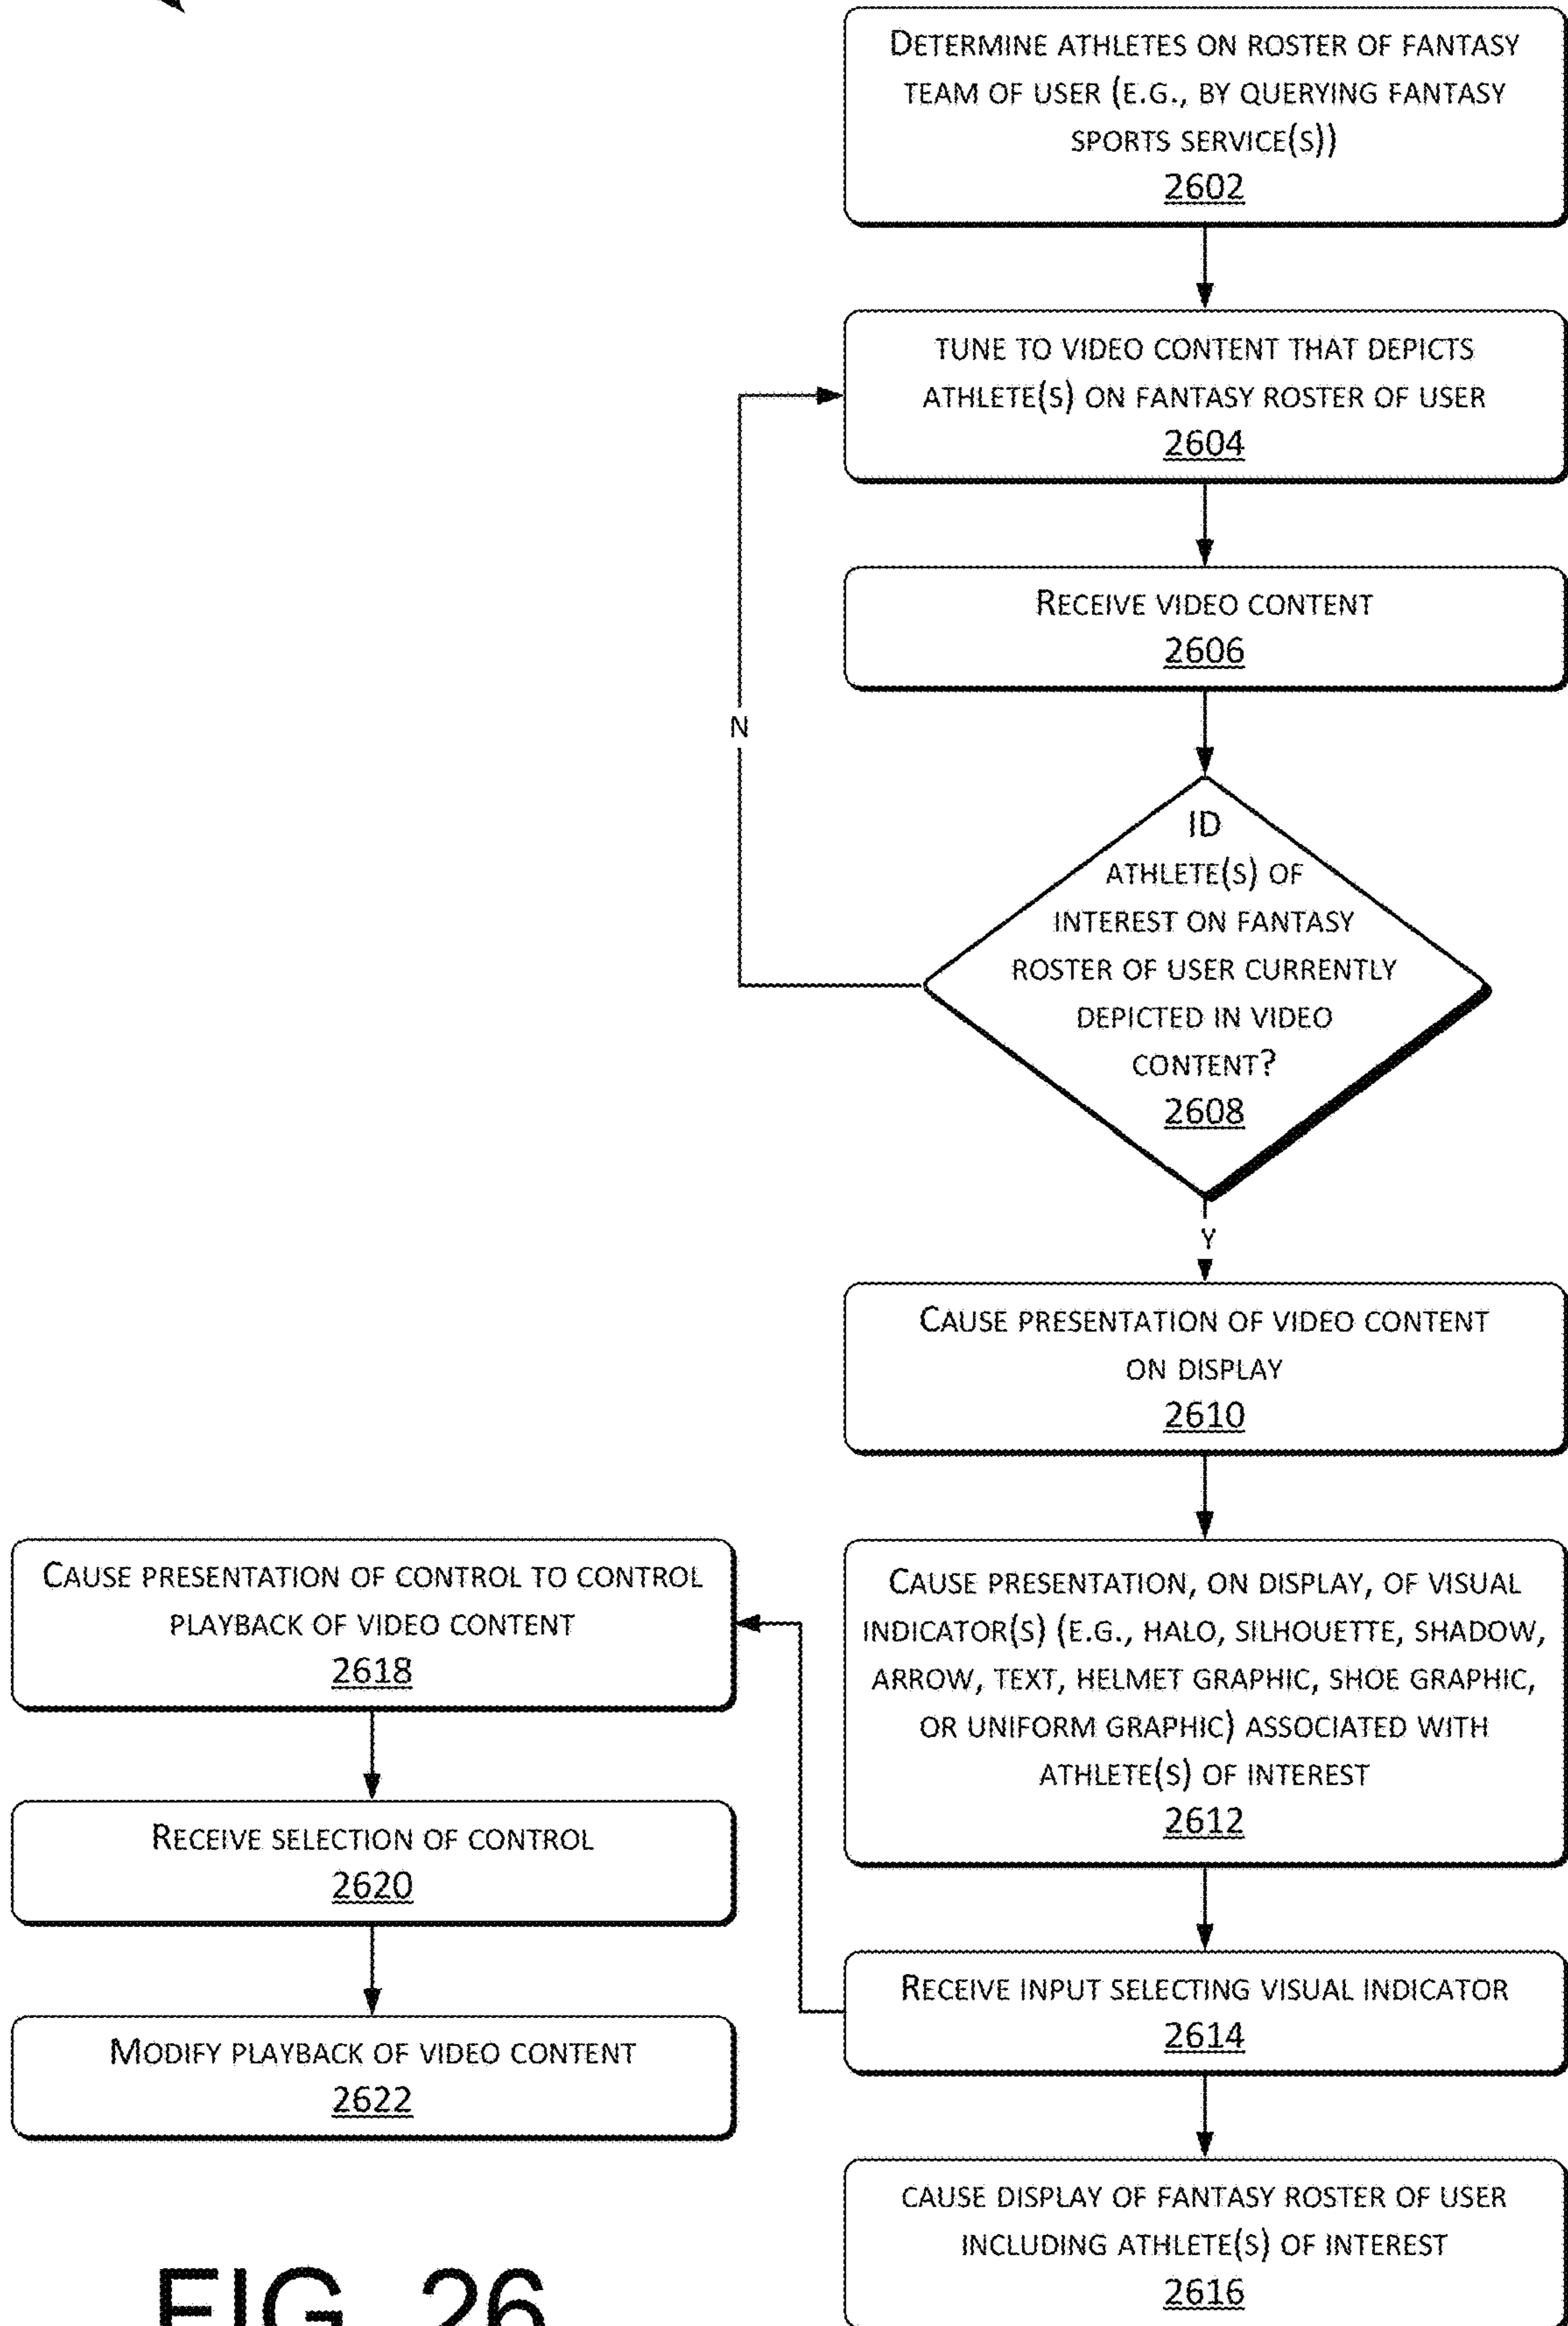 DETERMINE ATHLETES ON ROSTER OF FANTASY
TEAM OF USER (E.G., BY QUERYING FANTASY
SPORTS SERVICE(S))
2602
TUNE TO VIDEO CONTENT THAT DEPICTS
ATHLETE(S) ON FANTASY ROSTER OF USER
2604
RECEIVE VIDEO CONTENT
2606
N
ID
ATHLETE(S) OF
INTEREST ON FANTASY
ROSTER OF USER CURRENTLY
DEPICTED IN VIDEO
CONTENT?
2608
Y
CAUSE PRESENTATION OF VIDEO CONTENT
ON DISPLAY
2610
CAUSE PRESENTATION, ON DISPLAY, OF VISUAL
INDICATOR(S) (E.G., HALO, SILHOUETTE, SHADOW,
ARROW, TEXT, HELMET GRAPHIC, SHOE GRAPHIC,
OR UNIFORM GRAPHIC) ASSOCIATED WITH
ATHLETE(S) OF INTEREST
2612
RECEIVE INPUT SELECTING VISUAL INDICATOR
2614
CAUSE DISPLAY OF FANTASY ROSTER OF USER
INCLUDING ATHLETE(S) OF INTEREST
2616
CAUSE PRESENTATION OF CONTROL TO CONTROL
PLAYBACK OF VIDEO CONTENT
2618
RECEIVE SELECTION OF CONTROL
2620
MODIFY PLAYBACK OF VIDEO CONTENT
2622
FIG. 26